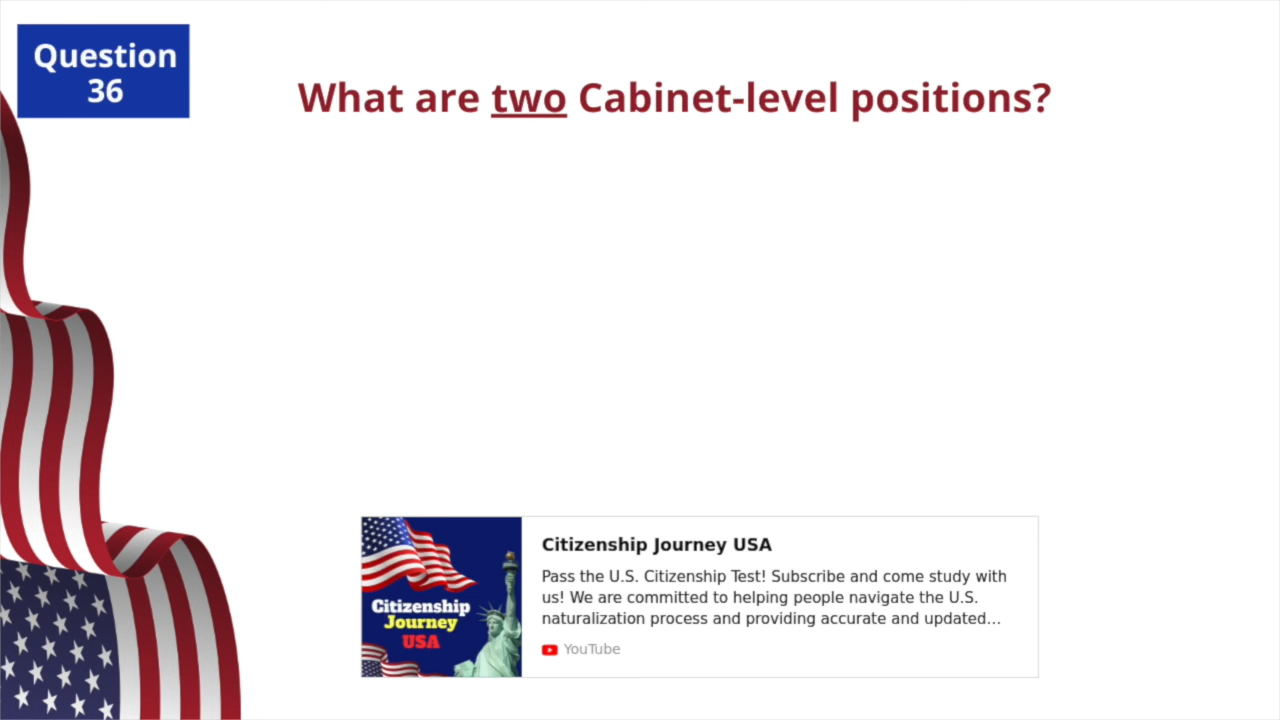 Question
36
What are two Cabinet-level positions?
Citizenship
Journey
USA
Citizenship Journey USA
Pass the U.S. Citizenship Test! Subscribe and come study with
us! We are committed to helping people navigate the U.S.
naturalization process and providing accurate and updated...
YouTube